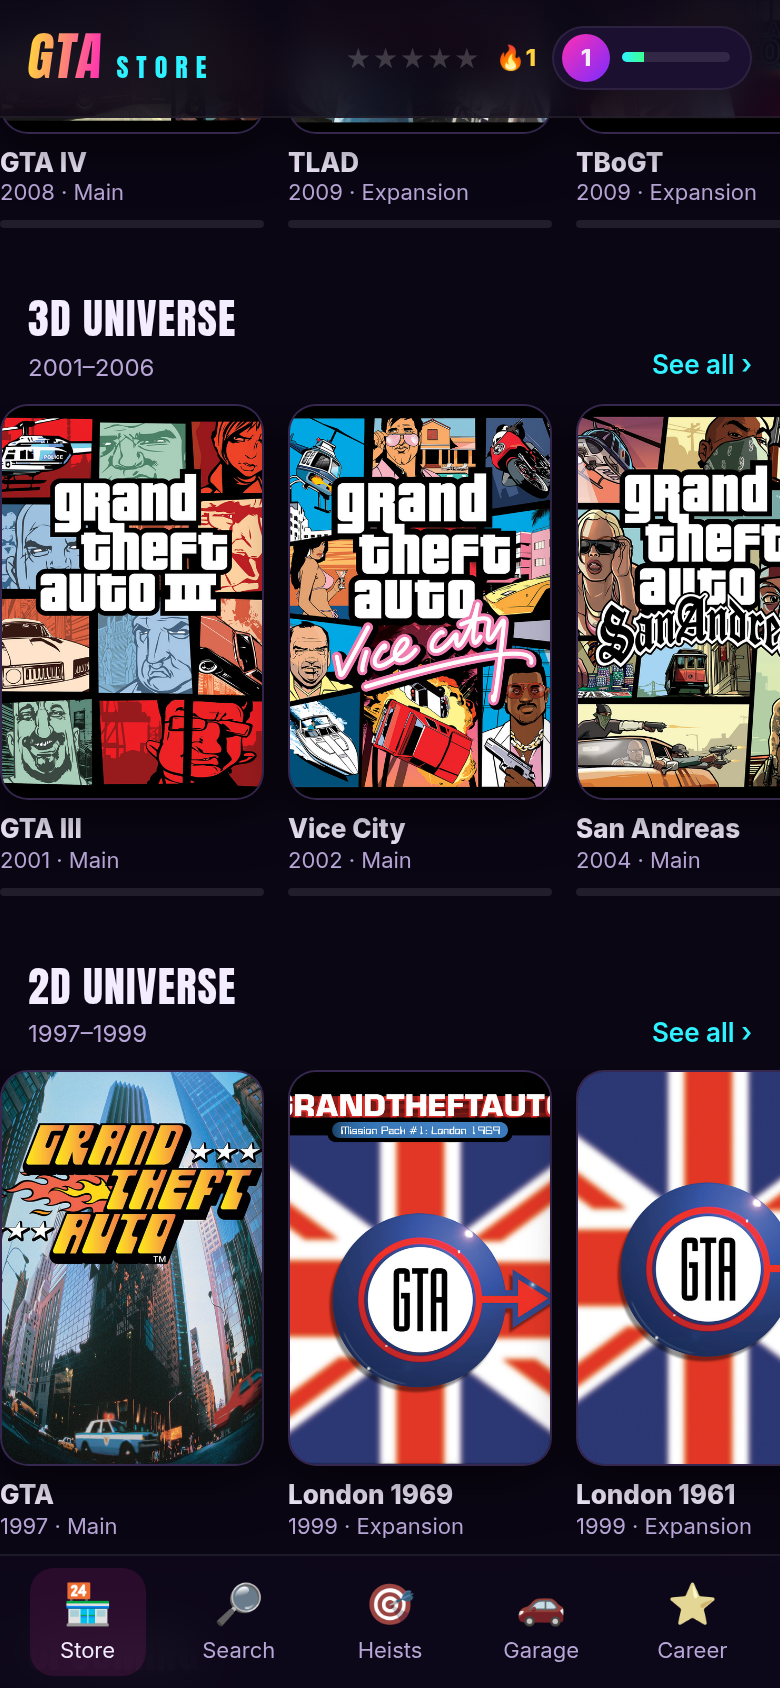 GTA STORE
★★★★★ 🔥1 1
GTA IV
2008 · Main
TLAD
2009 · Expansion
TBoGT
2009 · Expansion
3D UNIVERSE
2001–2006
See all ›
POLICE
grand
theft
auto III
grand
theft
auto
Vice City
grand
theft
auto
San Andre
GTA III
2001 · Main
Vice City
2002 · Main
San Andreas
2004 · Main
2D UNIVERSE
1997–1999
See all ›
GRAND
THEFT
AUTO
TM
GRANDTHEFTAUTO
Mission Pack #1: London 1969
GTA
GTA
GTA
1997 · Main
London 1969
1999 · Expansion
London 1961
1999 · Expansion
24
Store
Search
Heists
Garage
Career